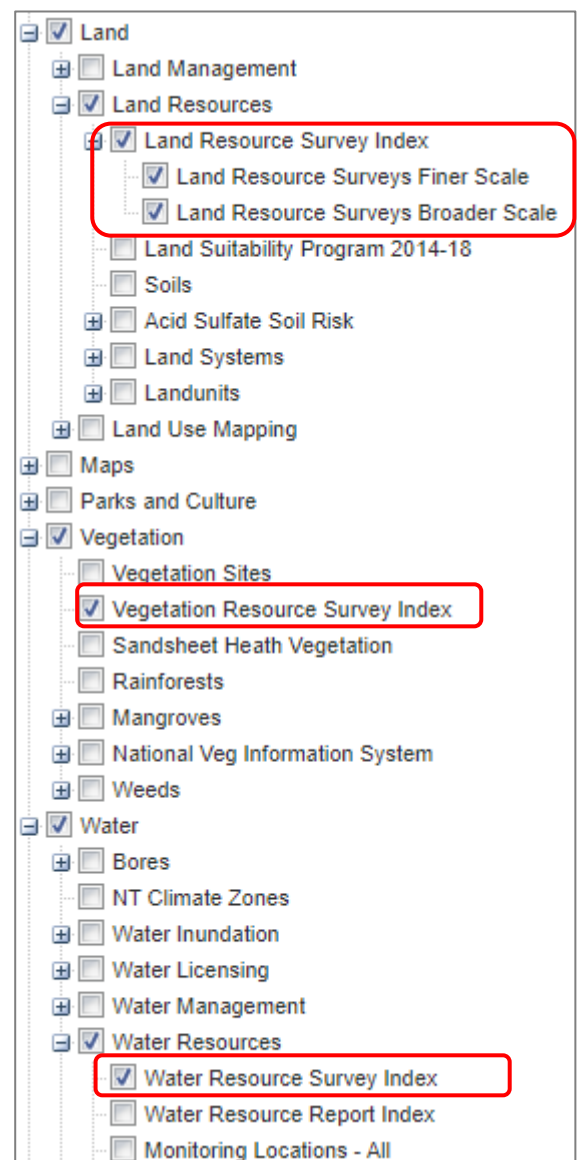 Land
Land Management
Land Resources
Land Resource Survey Index
Land Resource Surveys Finer Scale
Land Resource Surveys Broader Scale
Land Suitability Program 2014-18
Soils
Acid Sulfate Soil Risk
Land Systems
Landunits
Land Use Mapping
Maps
Parks and Culture
Vegetation
Vegetation Sites
Vegetation Resource Survey Index
Sandsheet Heath Vegetation
Rainforests
Mangroves
National Veg Information System
Weeds
Water
Bores
NT Climate Zones
Water Inundation
Water Licensing
Water Management
Water Resources
Water Resource Survey Index
Water Resource Report Index
Monitoring Locations - All